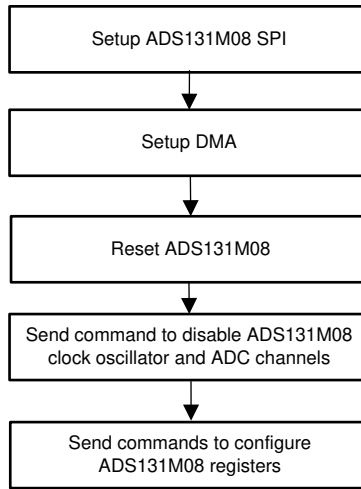 Setup ADS131M08 SPI
Setup DMA
Reset ADS131M08
Send command to disable ADS131M08
clock oscillator and ADC channels
Send commands to configure
ADS131M08 registers